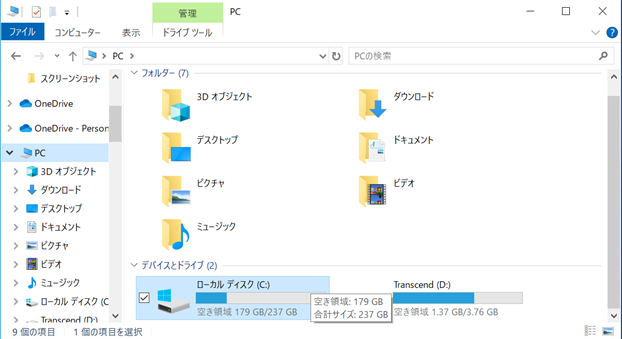 管理
PC
ファイル
コンピューター
表示
ドライブ ツール
PC
PCの検索
スクリーンショット
OneDrive
OneDrive - Person
PC
3D オブジェクト
ダウンロード
デスクトップ
ドキュメント
ピクチャ
ビデオ
ミュージック
ローカル ディスク (C
Transcend (D:)
フォルダー (7)
3D オブジェクト
ダウンロード
デスクトップ
ドキュメント
ピクチャ
ビデオ
ミュージック
デバイスとドライブ (2)
ローカル ディスク (C:)
空き領域 179 GB/237 GB
Transcend (D:)
空き領域 1.37 GB/3.76 GB
空き領域: 179 GB
合計サイズ: 237 GB
9 個の項目
1 個の項目を選択